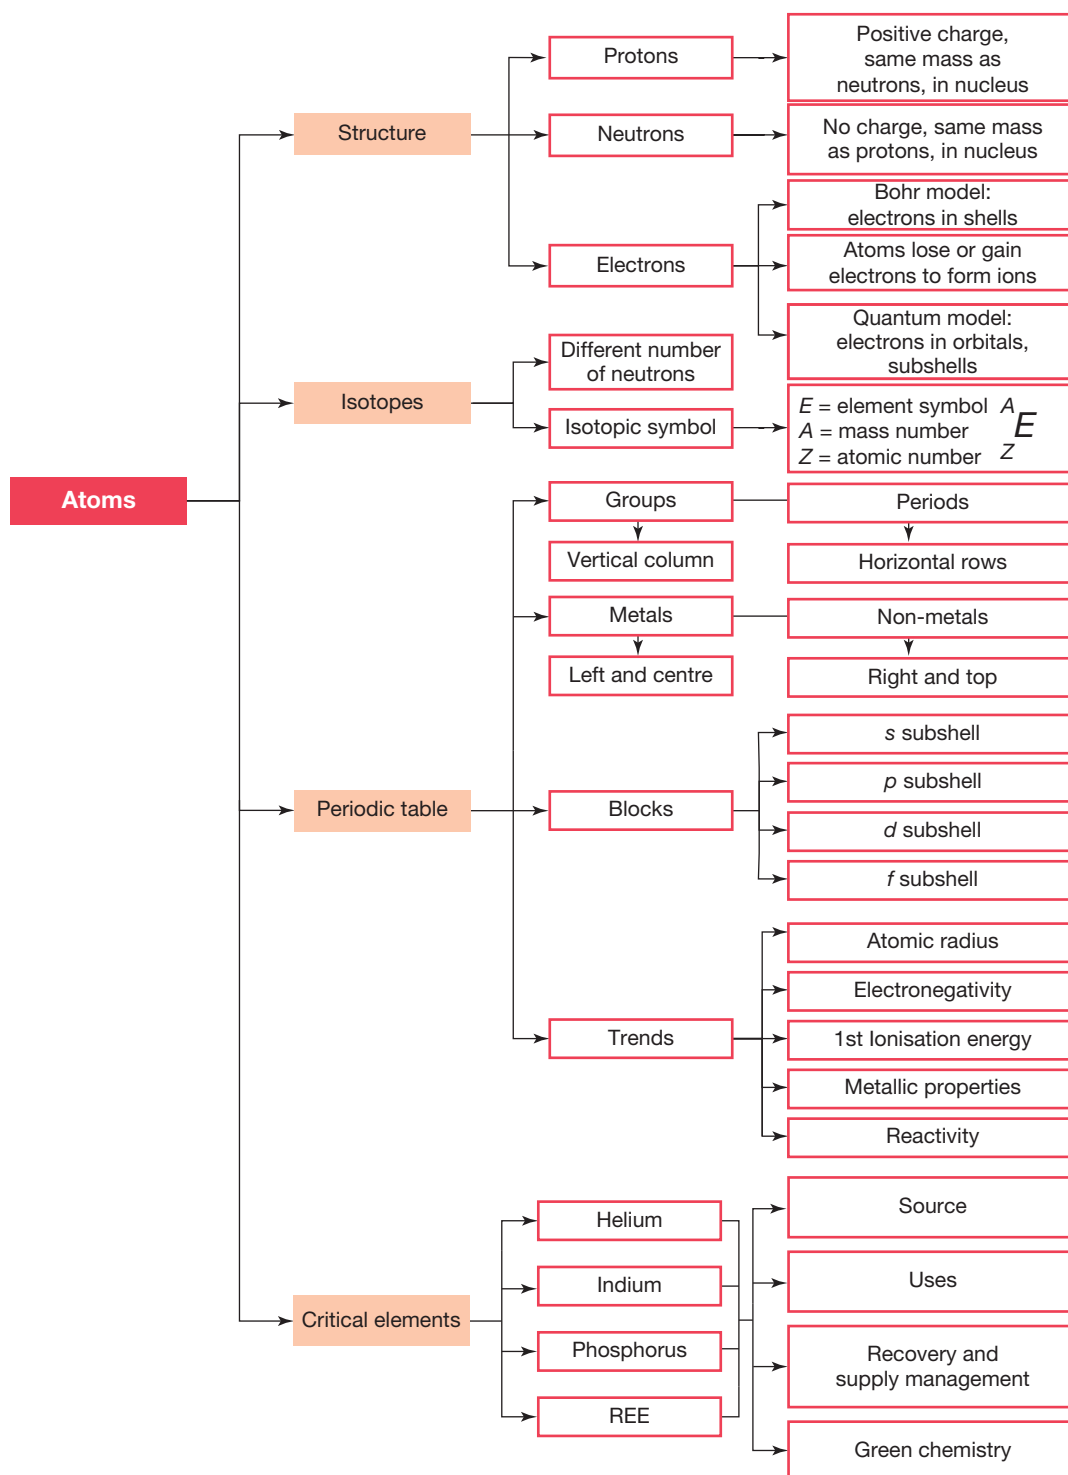 Atoms
Structure
Protons
Positive charge,
same mass as
neutrons, in nucleus
Neutrons
No charge, same mass
as protons, in nucleus
Electrons
Bohr model:
electrons in shells
Atoms lose or gain
electrons to form ions
Quantum model:
electrons in orbitals,
subshells
Isotopes
Different number
of neutrons
Isotopic symbol
E = element symbol
A = mass number
Z = atomic number
A
E
Z
Periodic table
Groups
Periods
Vertical column
Horizontal rows
Metals
Non-metals
Left and centre
Right and top
Blocks
s subshell
p subshell
d subshell
f subshell
Trends
Atomic radius
Electronegativity
1st Ionisation energy
Metallic properties
Reactivity
Critical elements
Helium
Indium
Phosphorus
REE
Source
Uses
Recovery and
supply management
Green chemistry